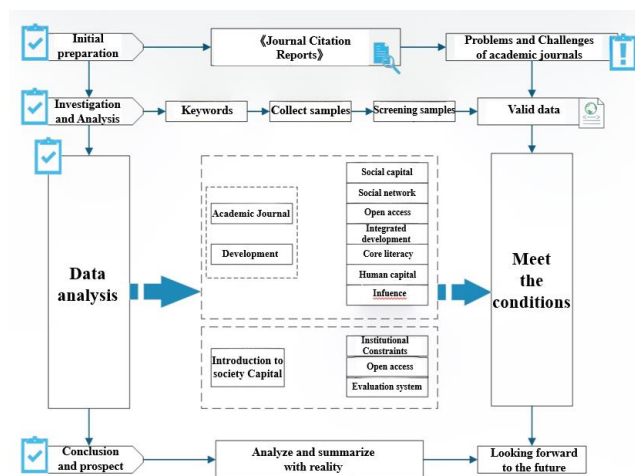 Initial
preparation
《Journal Citation
Reports》
Problems and Challenges
of academic journals
Investigation
and Analysis
Keywords
Collect samples
Screening samples
Valid data
Data
analysis
Academic Journal
Development
Social capital
Social network
Open access
Integrated
development
Core literacy
Human capital
Infuence
Introduction to
society Capital
Institutional
Constraints
Open access
Evaluation system
Meet
the
conditions
Conclusion
and prospect
Analyze and summarize
with reality
Looking forward
to the future